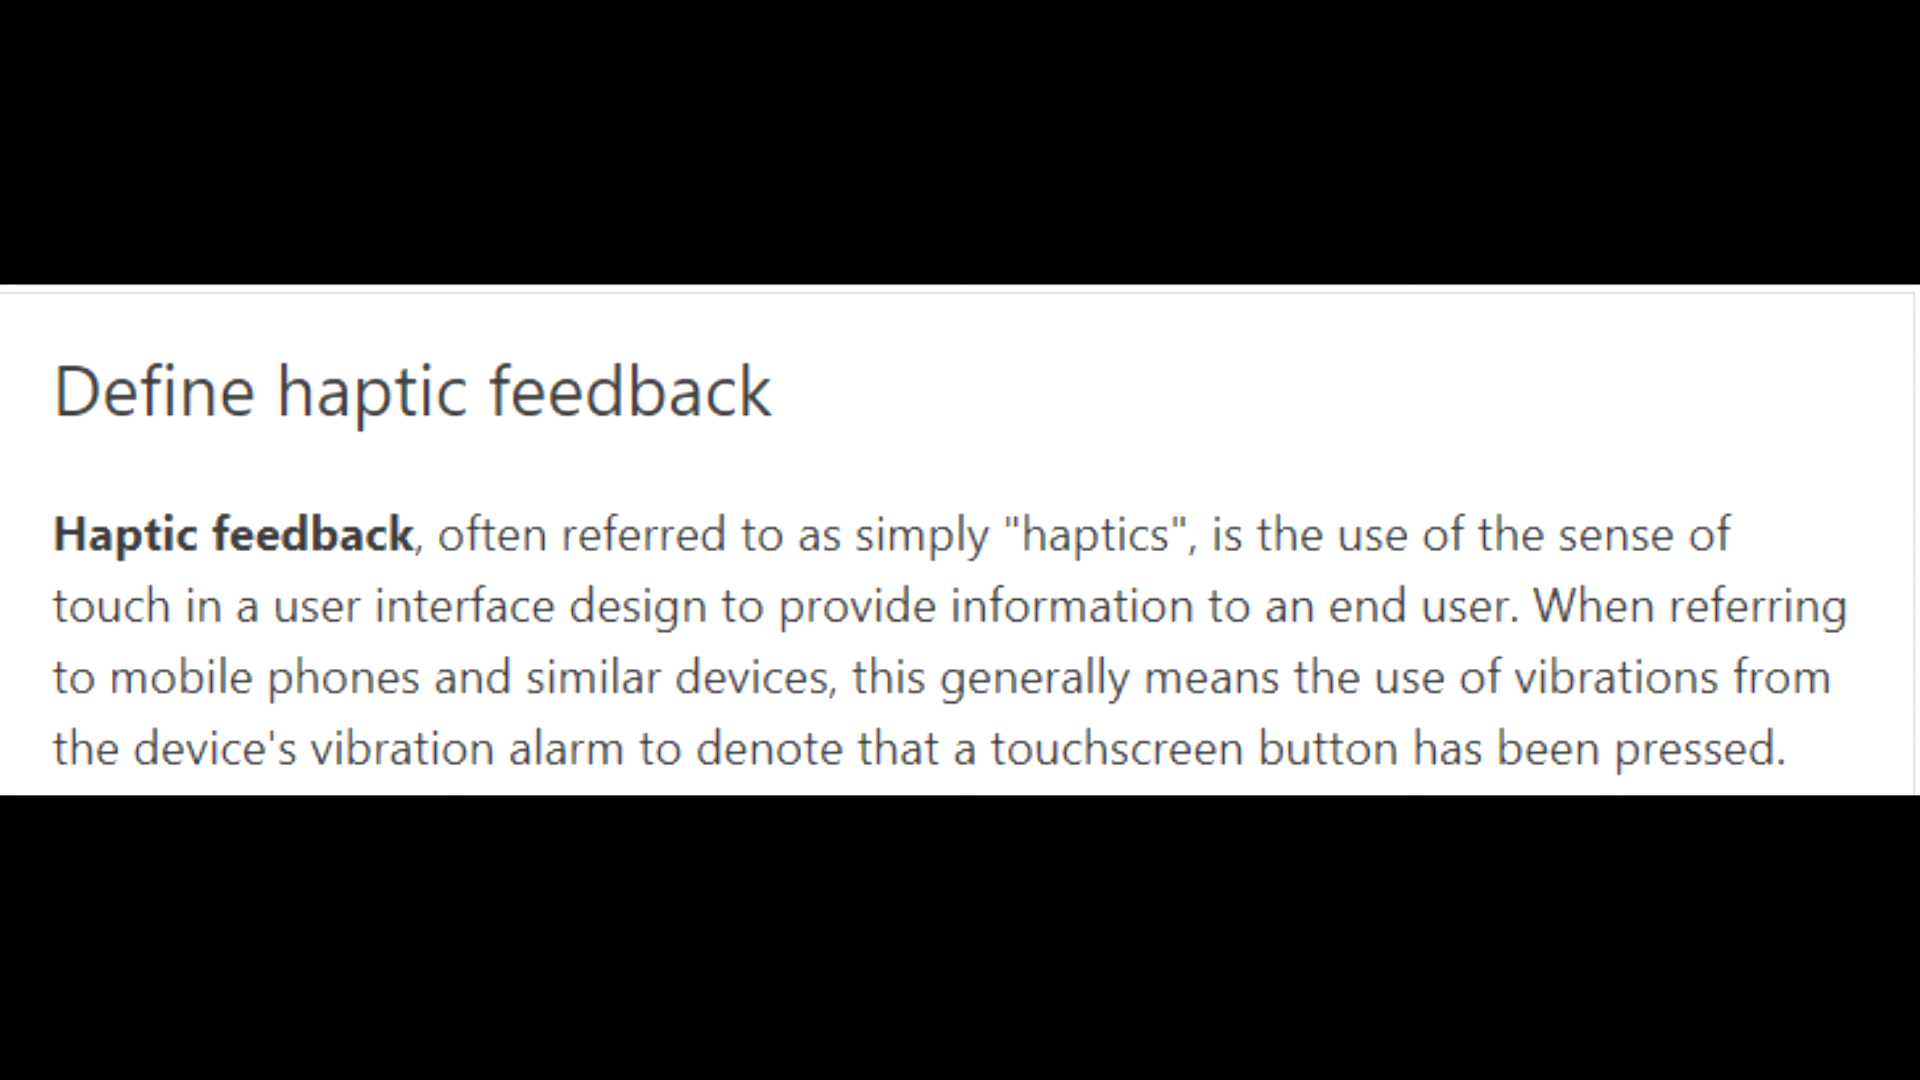 Define haptic feedback
Haptic feedback, often referred to as simply "haptics", is the use of the sense of
touch in a user interface design to provide information to an end user. When referring
to mobile phones and similar devices, this generally means the use of vibrations from
the device's vibration alarm to denote that a touchscreen button has been pressed.